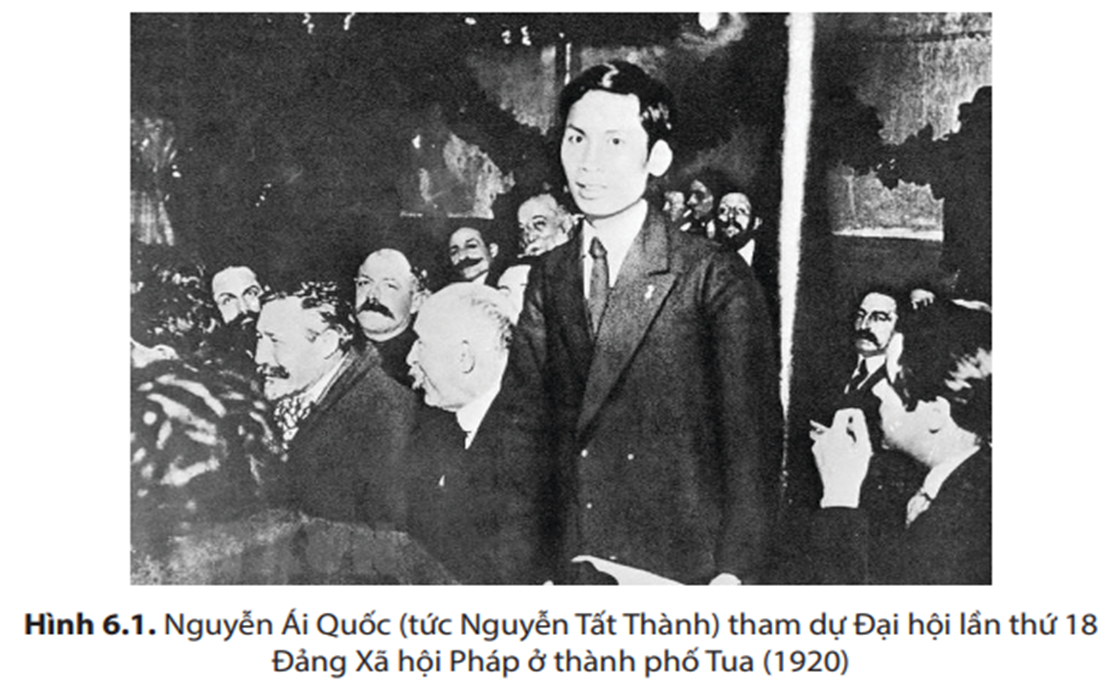 Hình 6.1. Nguyễn Ái Quốc (tức Nguyễn Tất Thành) tham dự Đại hội lần thứ 18
Đảng Xã hội Pháp ở thành phố Tua (1920)